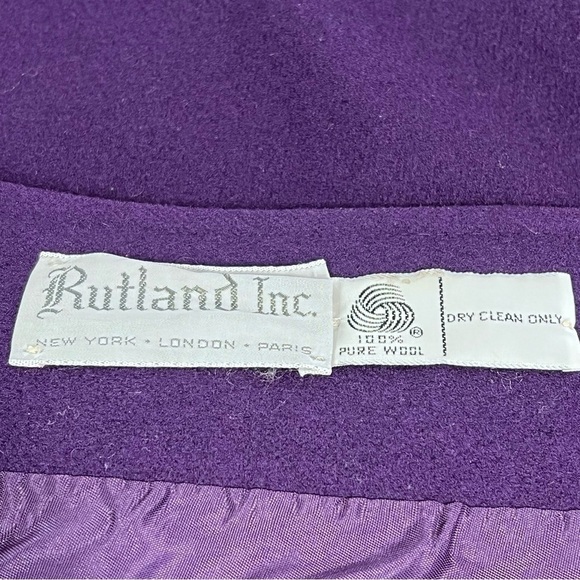 Rutland Inc.
NEW YORK · LONDON · PARIS
®
100%
PURE WOOL
DRY CLEAN ONLY